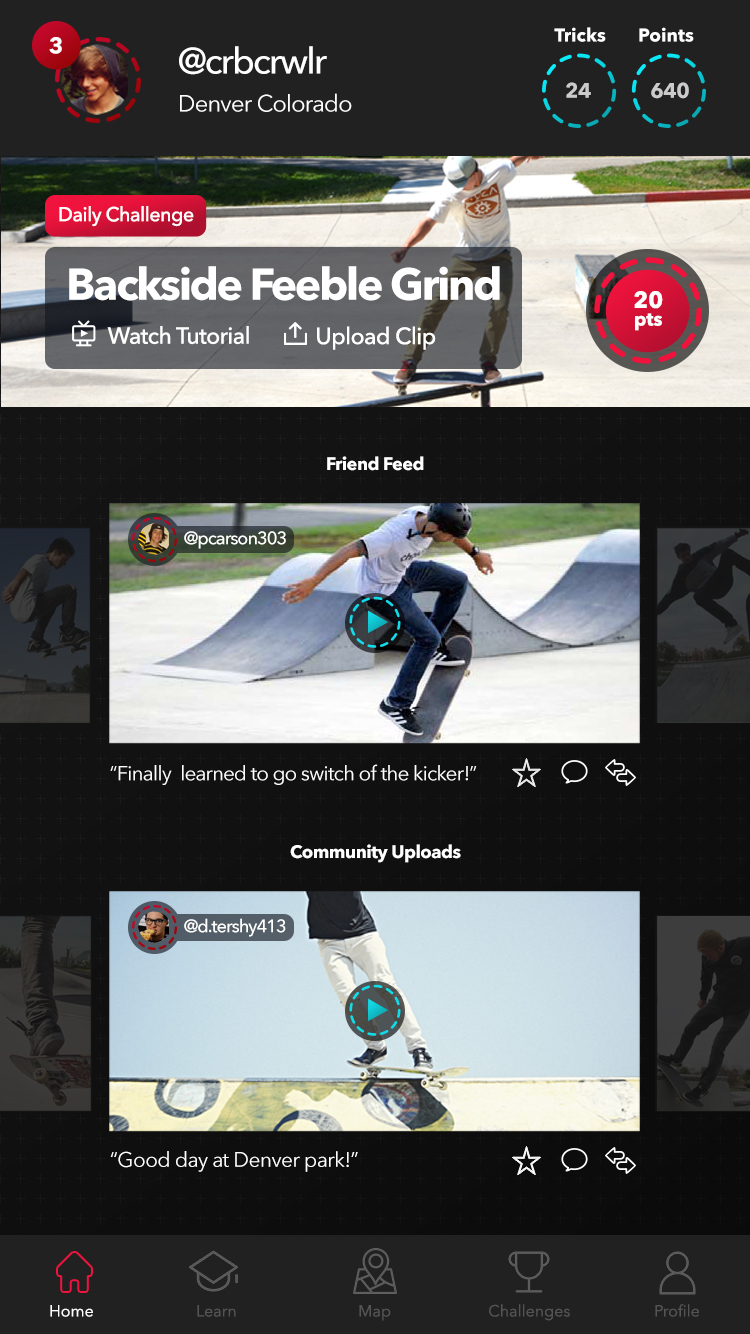 3
@crbcrwlr
Denver Colorado
Tricks
24
Points
640
Daily Challenge
Backside Feeble Grind
Watch Tutorial
Upload Clip
20
pts
Friend Feed
@pcarson303
“Finally learned to go switch of the kicker!”
Community Uploads
@d.tershy413
“Good day at Denver park!”
Home
Learn
Map
Challenges
Profile